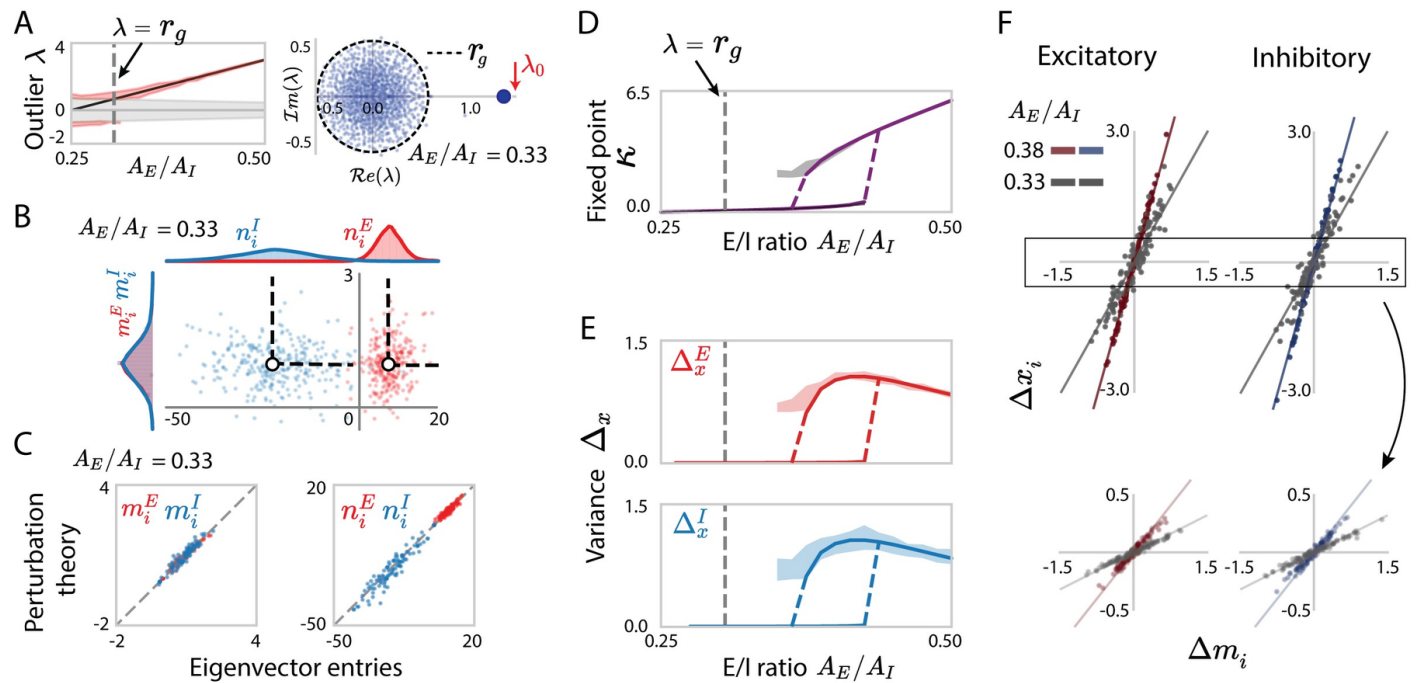 A
λ = r_g
Outlier λ
4
0
-2
0.25
A_E/A_I
0.50
0.5
Im(λ)
-0.5
0.5
0.0
1.0
r_g
λ_0
A_E/A_I = 0.33
Re(λ)
B
A_E/A_I = 0.33
n_i^I
n_i^E
m_i^E m_i^I
3
-50
0
20
C
A_E/A_I = 0.33
Perturbation
theory
4
m_i^E m_i^I
-2
-2
4
20
n_i^E n_i^I
-50
-50
20
Eigenvector entries
D
λ = r_g
Fixed point
κ
6.5
0.0
0.25
0.50
E/I ratio A_E/A_I
E
Variance Δ_x
1.5
Δ_x^E
0.0
1.5
Δ_x^I
0.0
0.25
0.50
E/I ratio A_E/A_I
F
Excitatory
Inhibitory
A_E/A_I
0.38
0.33
3.0
3.0
-1.5
1.5
-1.5
1.5
Δx_i
-3.0
-3.0
0.5
0.5
-1.5
1.5
-1.5
1.5
-0.5
-0.5
Δm_i